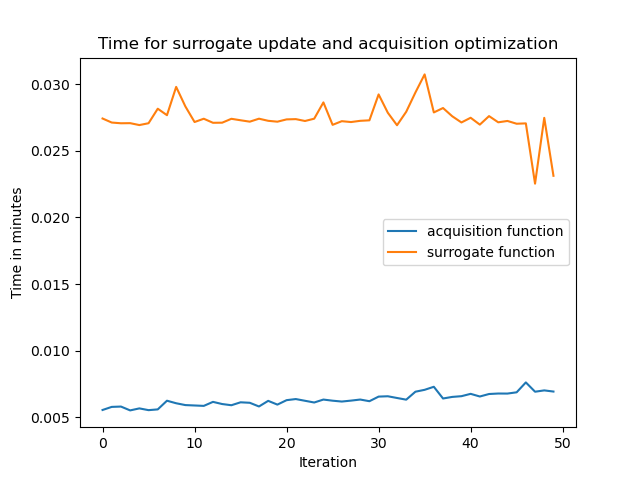 Time for surrogate update and acquisition optimization
0.030
0.025
0.020
0.015
0.010
0.005
Time in minutes
acquisition function
surrogate function
0 10 20 30 40 50
Iteration